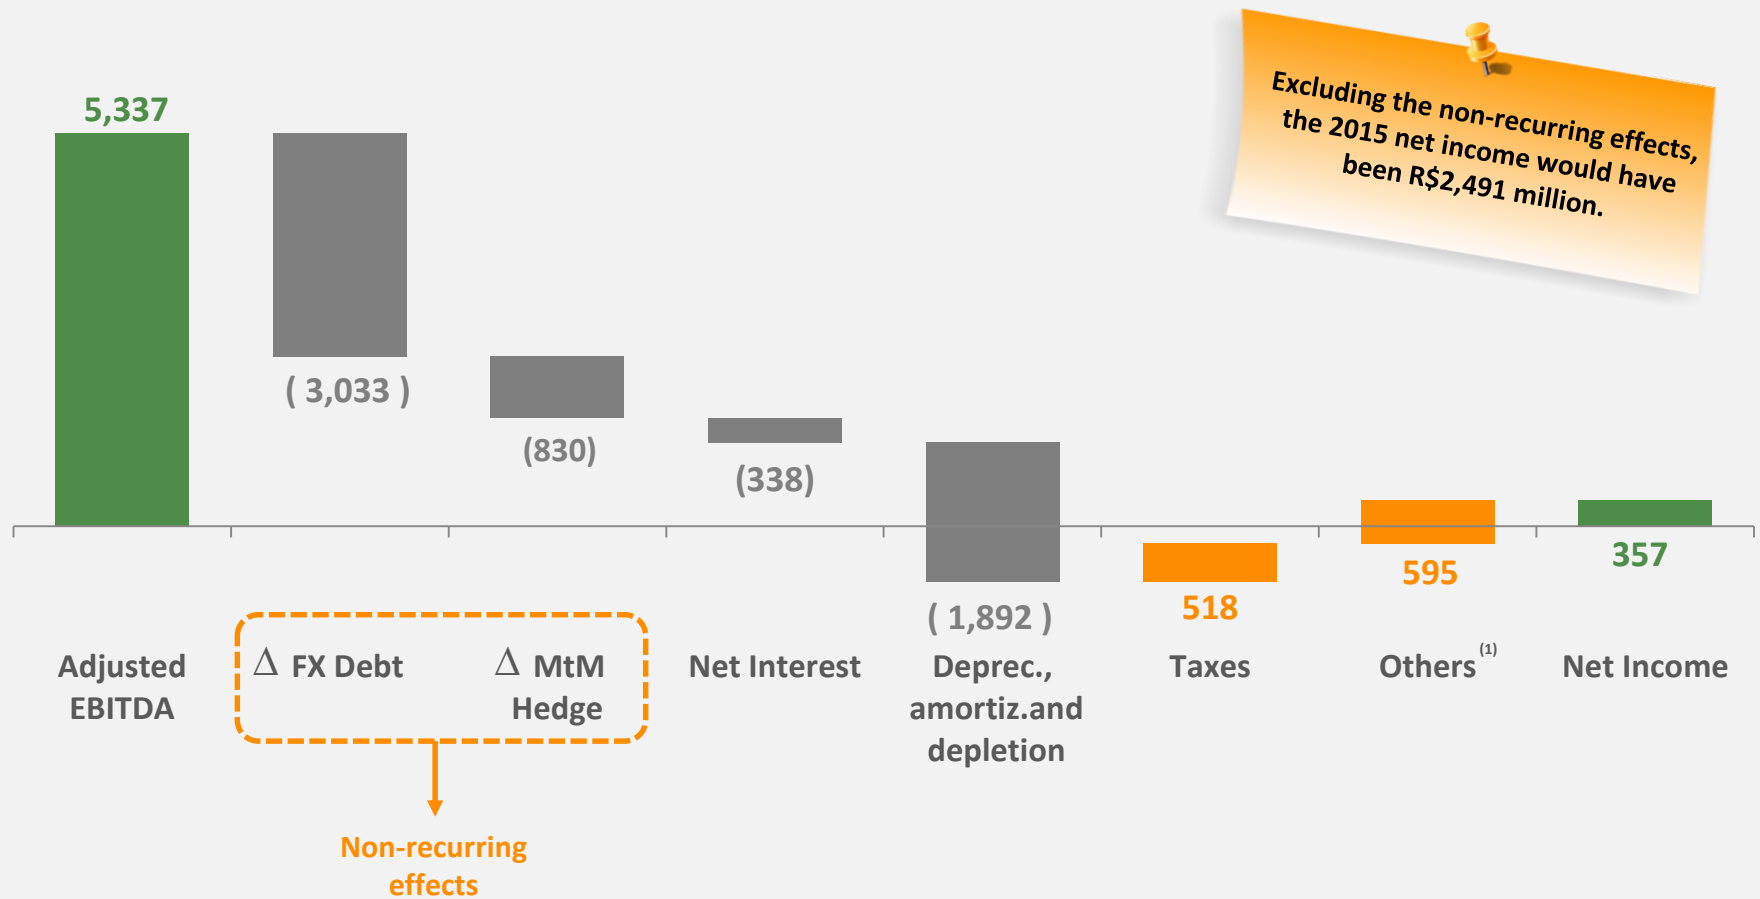 Excluding the non-recurring effects,
the 2015 net income would have
been R$2,491 million.
5,337
( 3,033 )
(830)
(338)
( 1,892 )
518
595
357
Adjusted
EBITDA
Δ FX Debt
Δ MtM
Hedge
Net Interest
Deprec.,
amortiz.and
depletion
Taxes
Others (1)
Net Income
Non-recurring
effects